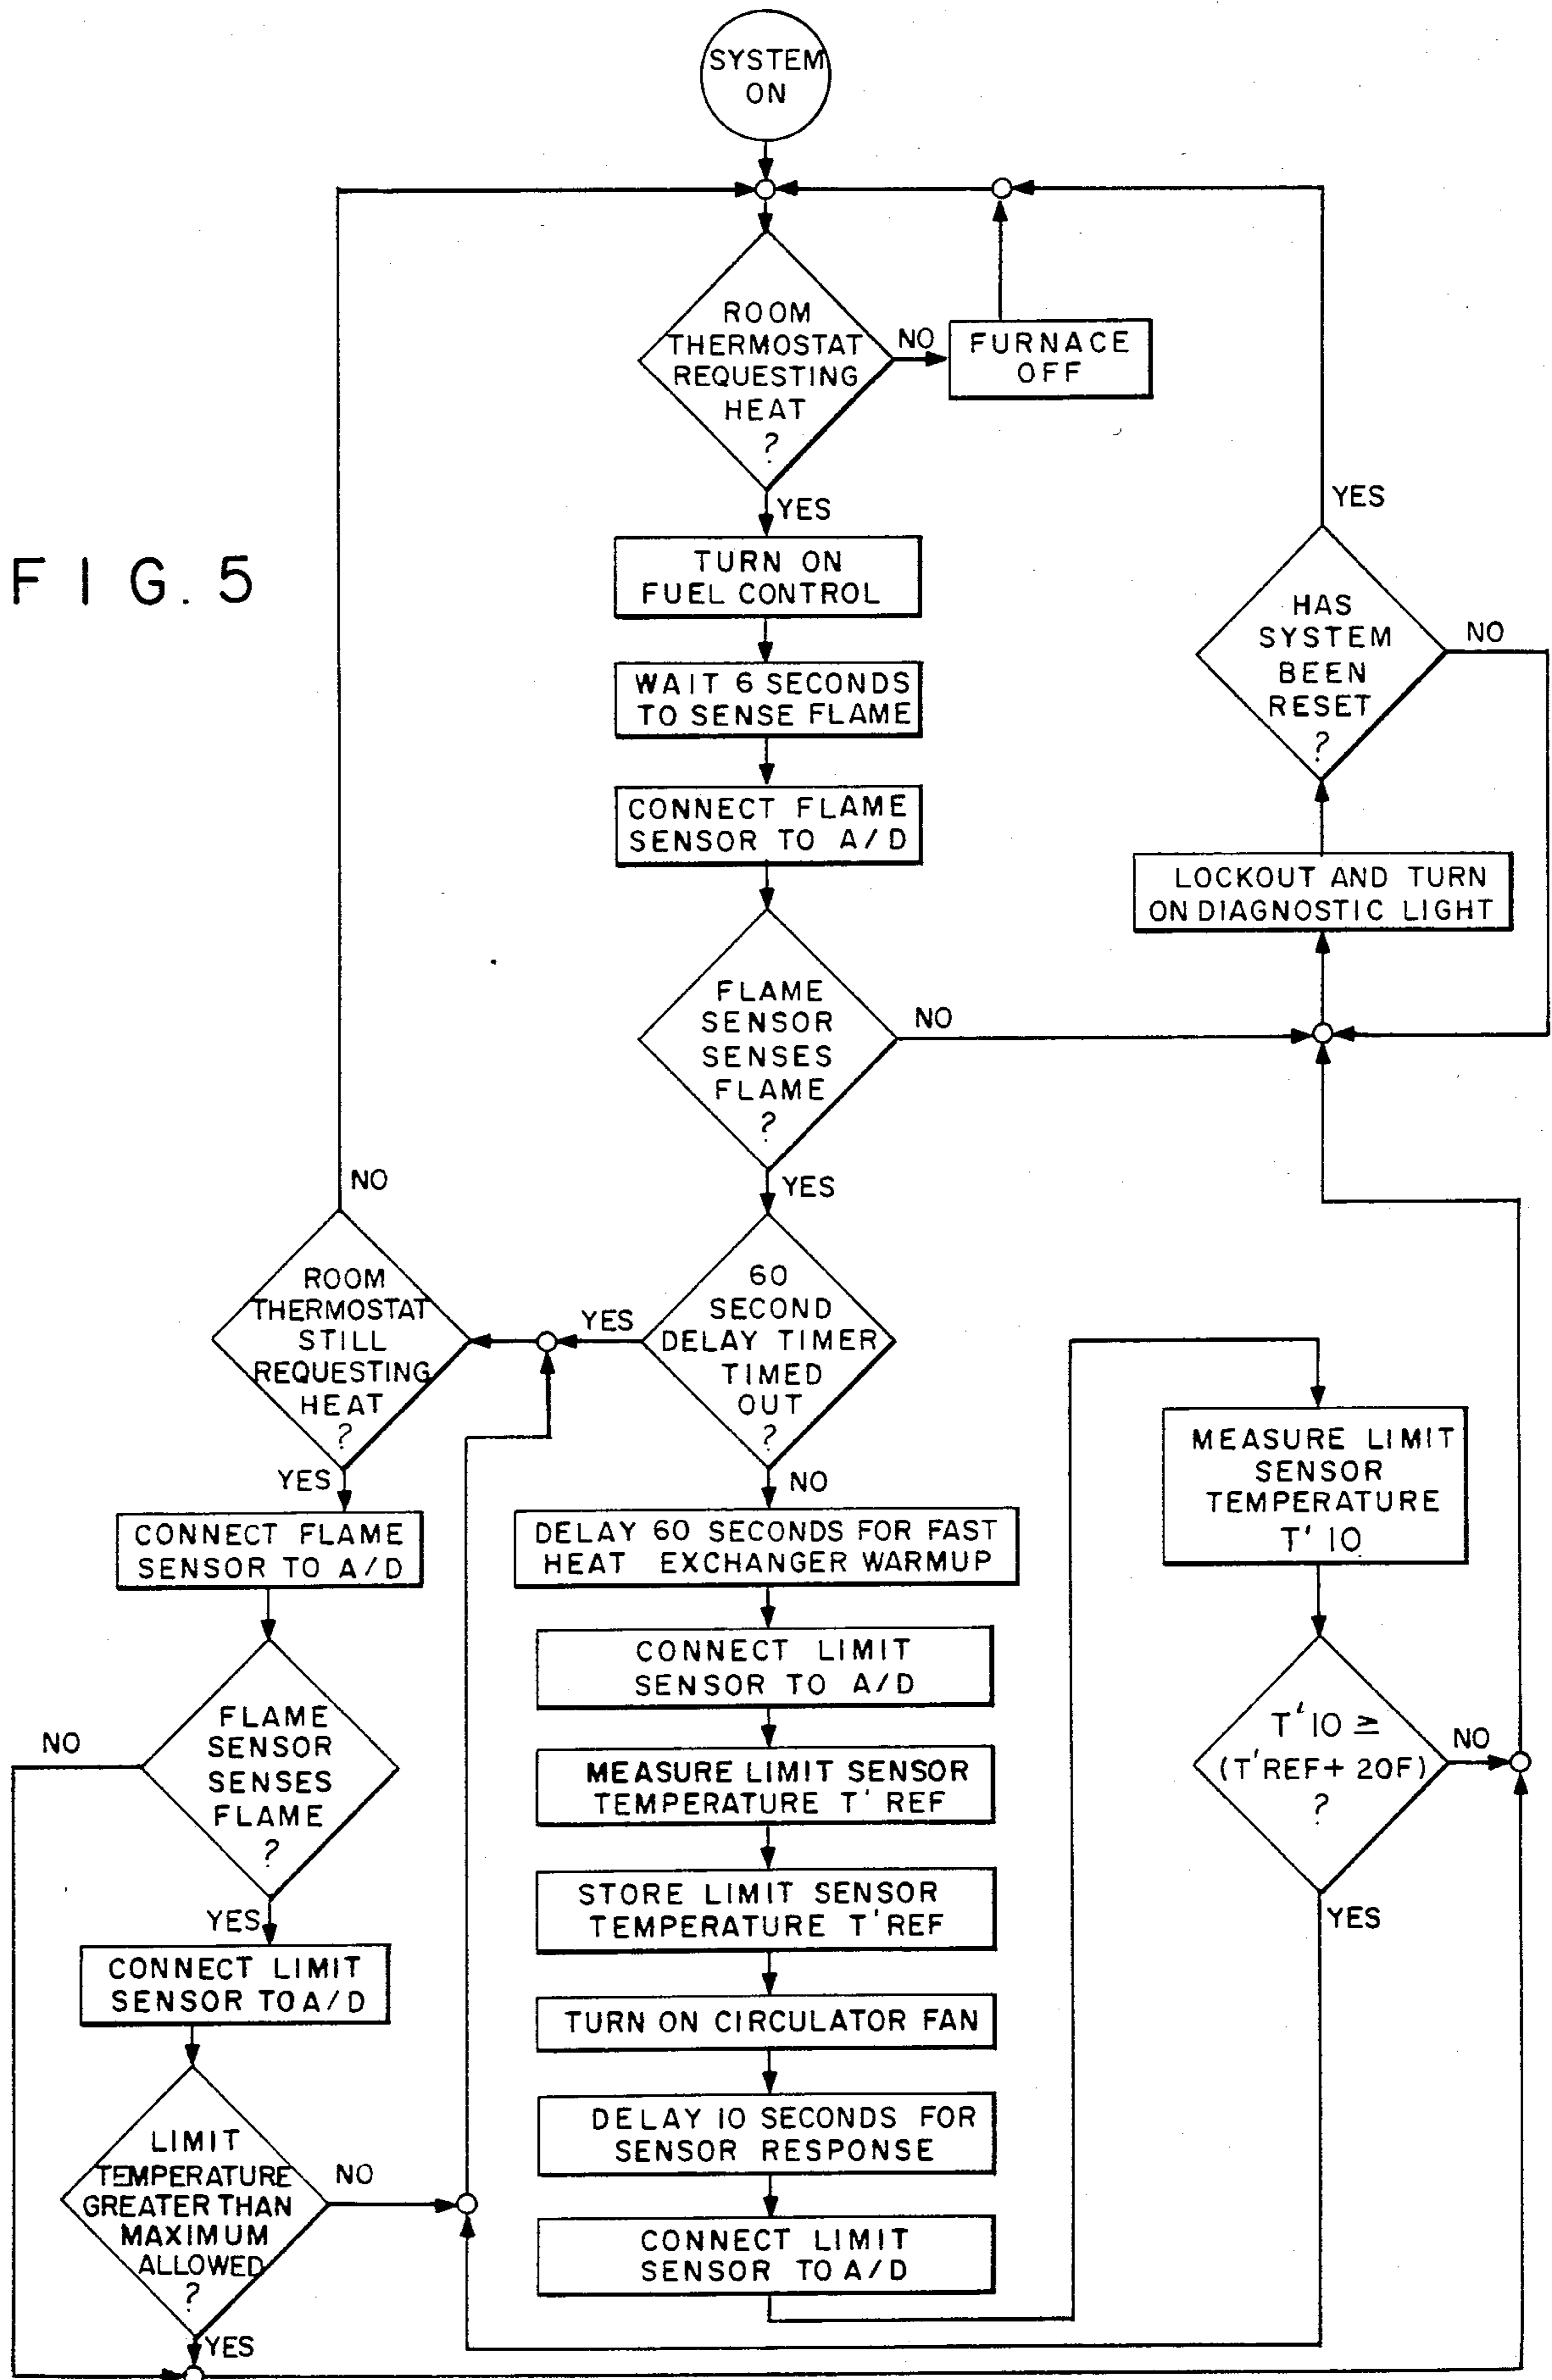 SYSTEM
ON
ROOM
THERMOSTAT
REQUESTING
HEAT
?
NO
FURNACE
OFF
YES
FIG. 5
TURN ON
FUEL CONTROL
WAIT 6 SECONDS
TO SENSE FLAME
CONNECT FLAME
SENSOR TO A/D
YES
HAS
SYSTEM
BEEN
RESET
?
NO
LOCKOUT AND TURN
ON DIAGNOSTIC LIGHT
FLAME
SENSOR
SENSES
FLAME
?
NO
YES
60
SECOND
DELAY TIMER
TIMED
OUT
?
YES
NO
NO
ROOM
THERMOSTAT
STILL
REQUESTING
HEAT
?
YES
CONNECT FLAME
SENSOR TO A/D
FLAME
SENSOR
SENSES
FLAME
?
NO
YES
CONNECT LIMIT
SENSOR TO A/D
LIMIT
TEMPERATURE
GREATER THAN
MAXIMUM
ALLOWED
?
NO
YES
DELAY 60 SECONDS FOR FAST
HEAT EXCHANGER WARMUP
CONNECT LIMIT
SENSOR TO A/D
MEASURE LIMIT SENSOR
TEMPERATURE T' REF
STORE LIMIT SENSOR
TEMPERATURE T'REF
TURN ON CIRCULATOR FAN
DELAY 10 SECONDS FOR
SENSOR RESPONSE
CONNECT LIMIT
SENSOR TO A/D
MEASURE LIMIT
SENSOR
TEMPERATURE
T' 10
T' 10 ≥
(T'REF+ 20F)
?
NO
YES